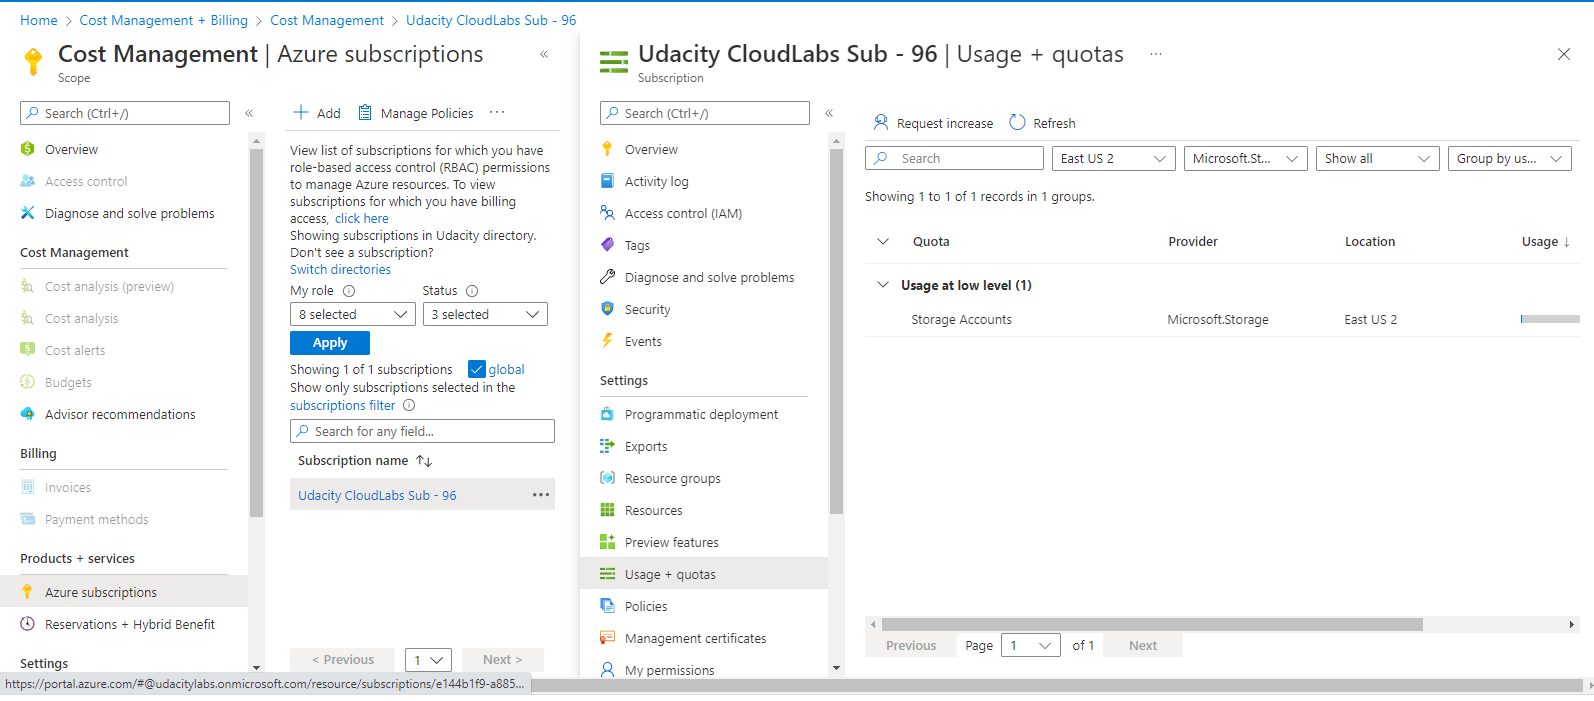 Home > Cost Management + Billing > Cost Management > Udacity CloudLabs Sub - 96
Cost Management | Azure subscriptions
Scope
Search (Ctrl+/)
Overview
Access control
Diagnose and solve problems
Cost Management
Cost analysis (preview)
Cost analysis
Cost alerts
Budgets
Advisor recommendations
Billing
Invoices
Payment methods
Products + services
Azure subscriptions
Reservations + Hybrid Benefit
Settings
Add Manage Policies ...
View list of subscriptions for which you have
role-based access control (RBAC) permissions
to manage Azure resources. To view
subscriptions for which you have billing
access, click here
Showing subscriptions in Udacity directory.
Don't see a subscription?
Switch directories
My role Status
8 selected 3 selected
Apply
Showing 1 of 1 subscriptions global
Show only subscriptions selected in the
subscriptions filter
Search for any field...
Subscription name
Udacity CloudLabs Sub - 96 ...
< Previous 1 Next >
https://portal.azure.com/#@udacitylabs.onmicrosoft.com/resource/subscriptions/e144b1f9-a885...
Udacity CloudLabs Sub - 96 | Usage + quotas ...
Subscription
Search (Ctrl+/)
Overview
Activity log
Access control (IAM)
Tags
Diagnose and solve problems
Security
Events
Settings
Programmatic deployment
Exports
Resource groups
Resources
Preview features
Usage + quotas
Policies
Management certificates
My permissions
Request increase Refresh
Search East US 2 Microsoft.St... Show all Group by us...
Showing 1 to 1 of 1 records in 1 groups.
Quota Provider Location Usage ↓
Usage at low level (1)
Storage Accounts Microsoft.Storage East US 2
Previous Page 1 of 1 Next